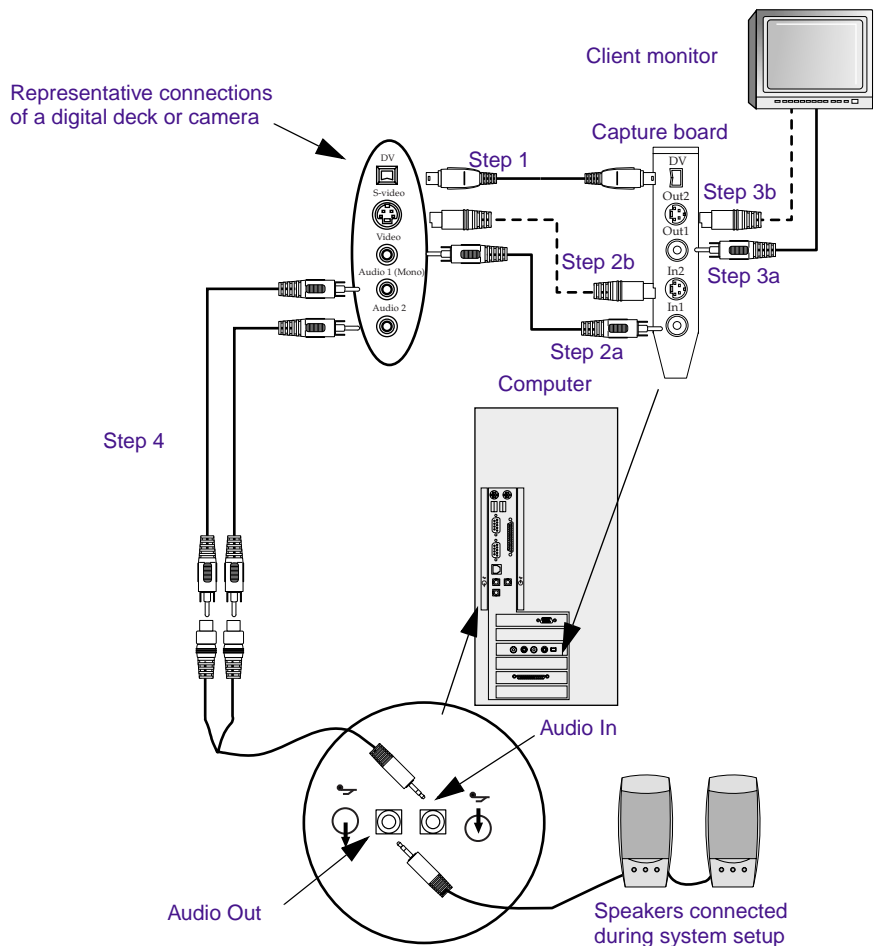 Client monitor
Representative connections
of a digital deck or camera
Capture board
DV
S-video
Video
Audio 1 (Mono)
Audio 2
Step 1
DV
Out2
Out1
In2
In1
Step 3b
Step 2b
Step 3a
Step 2a
Computer
Step 4
Audio In
Audio Out
Speakers connected
during system setup